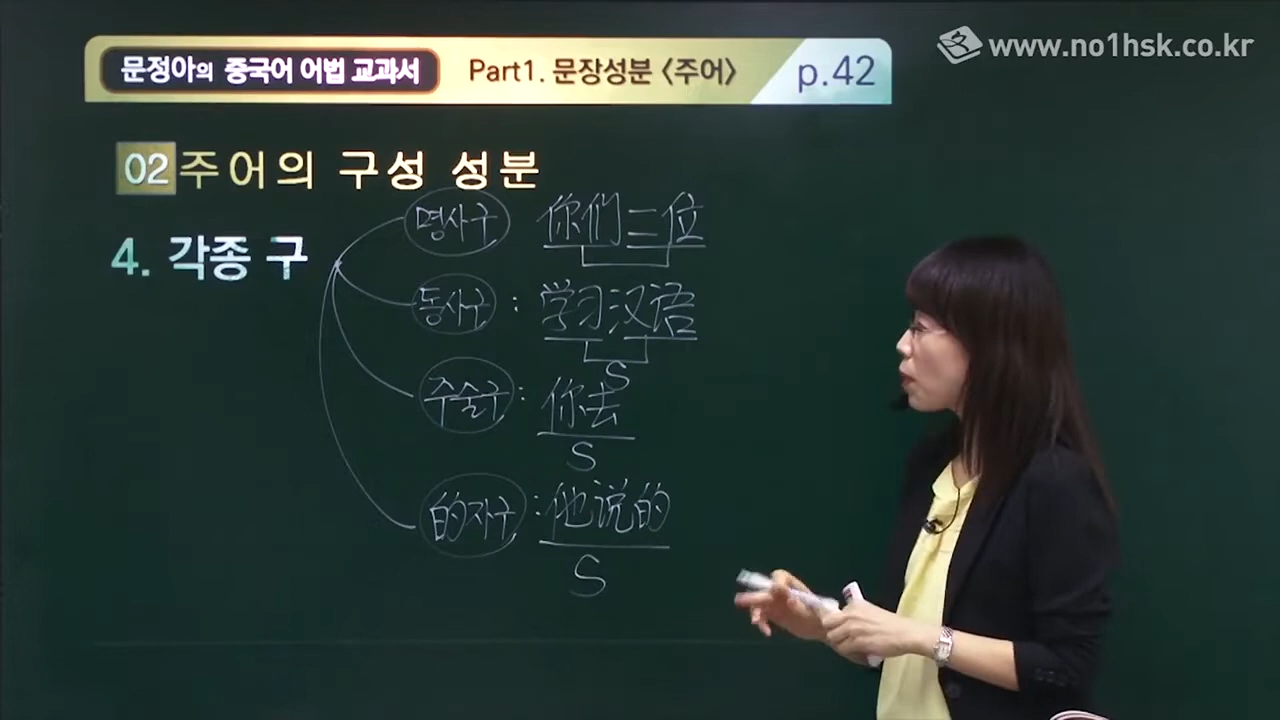 www.no1hsk.co.kr
문정아의 중국어 어법 교과서 Part1. 문장성분 <주어> p.42
02 주어의 구성 성분
4. 각종 구
명사구 你们三位
동사구 : 学习汉语
S
주술구 : 你去
S
的자구 : 他说的
S